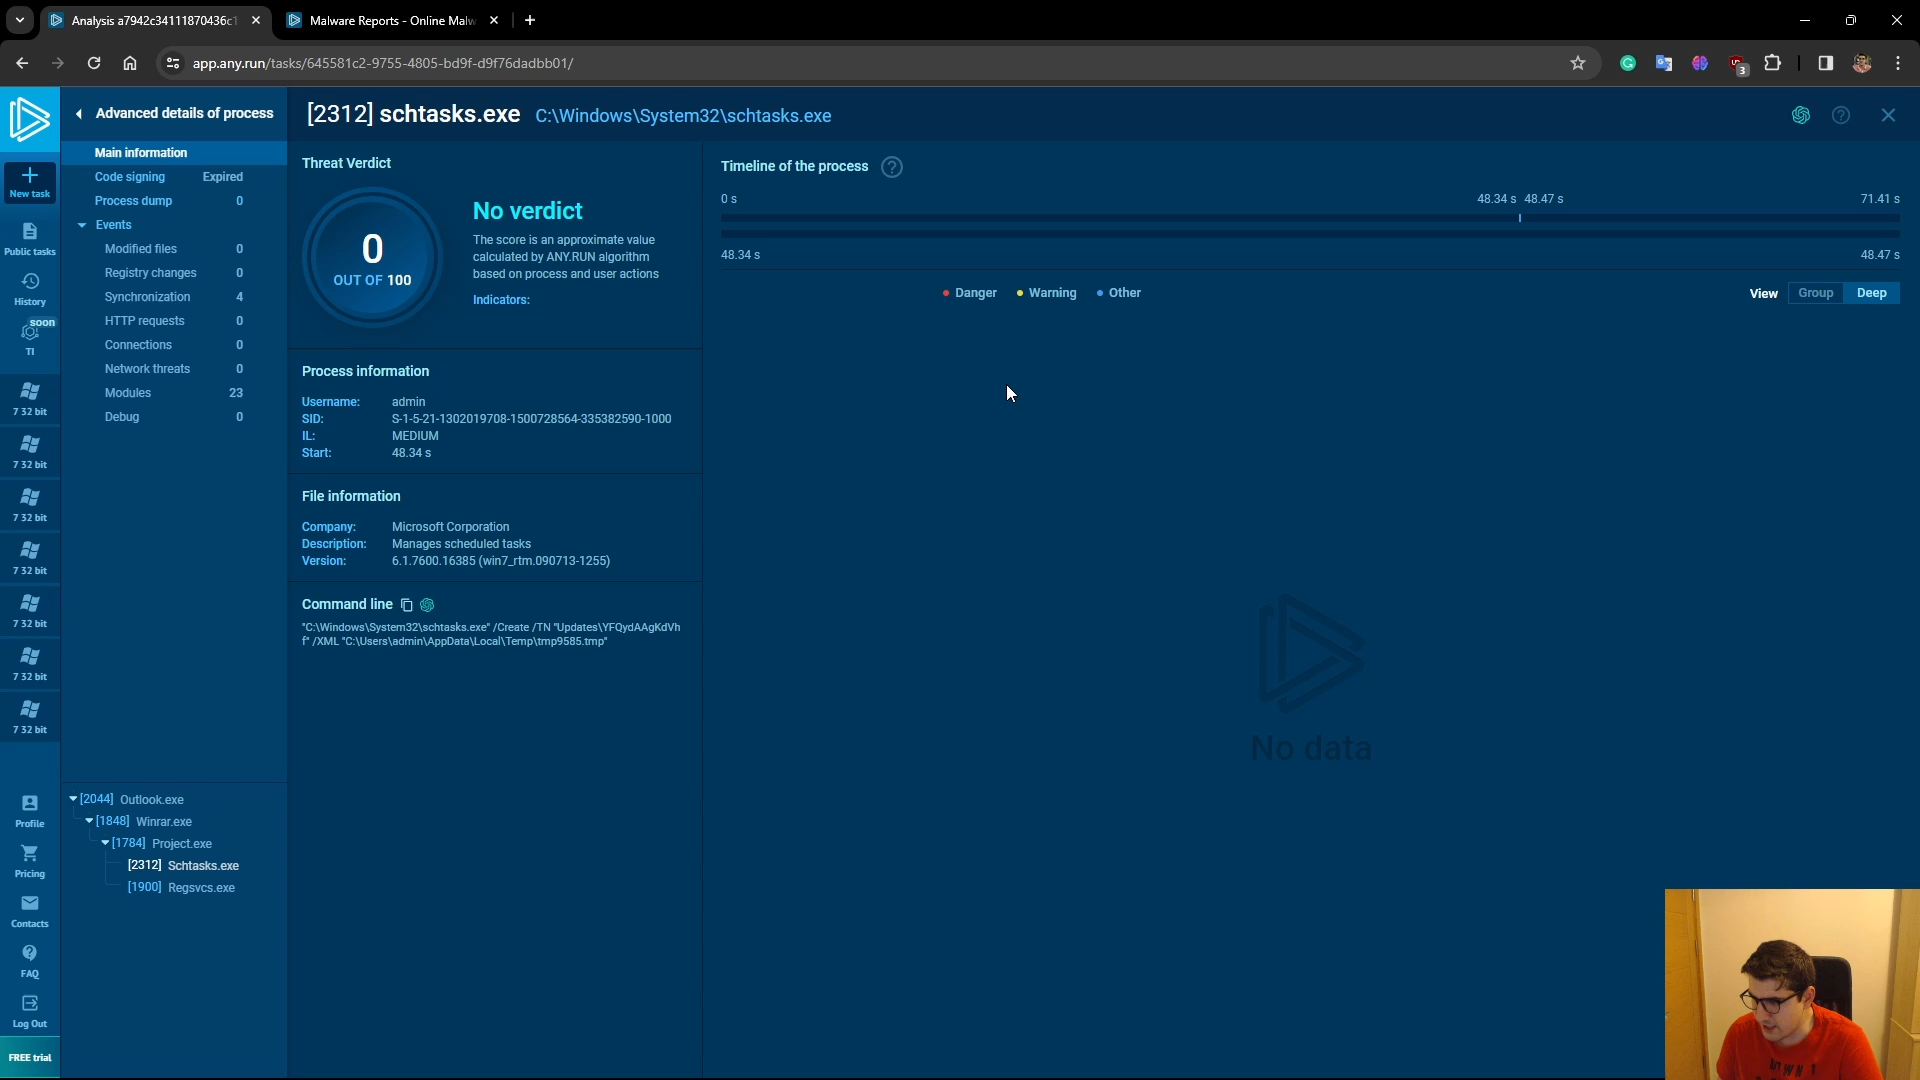 Analysis a7942c34111870436c1
Malware Reports - Online Malw
app.any.run/tasks/645581c2-9755-4805-bd9f-d9f76dadbb01/
3
Advanced details of process
[2312] schtasks.exe C:\Windows\System32\schtasks.exe
New task
Public tasks
History
soon
TI
7 32 bit
7 32 bit
7 32 bit
7 32 bit
7 32 bit
7 32 bit
7 32 bit
Profile
Pricing
Contacts
FAQ
Log Out
FREE trial
Main information
Code signing Expired
Process dump 0
Events
Modified files 0
Registry changes 0
Synchronization 4
HTTP requests 0
Connections 0
Network threats 0
Modules 23
Debug 0
[2044] Outlook.exe
[1848] Winrar.exe
[1784] Project.exe
[2312] Schtasks.exe
[1900] Regsvcs.exe
Threat Verdict
0
OUT OF 100
No verdict
The score is an approximate value
calculated by ANY.RUN algorithm
based on process and user actions
Indicators:
Process information
Username: admin
SID: S-1-5-21-1302019708-1500728564-335382590-1000
IL: MEDIUM
Start: 48.34 s
File information
Company: Microsoft Corporation
Description: Manages scheduled tasks
Version: 6.1.7600.16385 (win7_rtm.090713-1255)
Command line
"C:\Windows\System32\schtasks.exe" /Create /TN "Updates\YFQydAAgKdVh
f" /XML "C:\Users\admin\AppData\Local\Temp\tmp9585.tmp"
Timeline of the process ?
0 s 48.34 s 48.47 s 71.41 s
48.34 s 48.47 s
Danger Warning Other
View Group Deep
No data